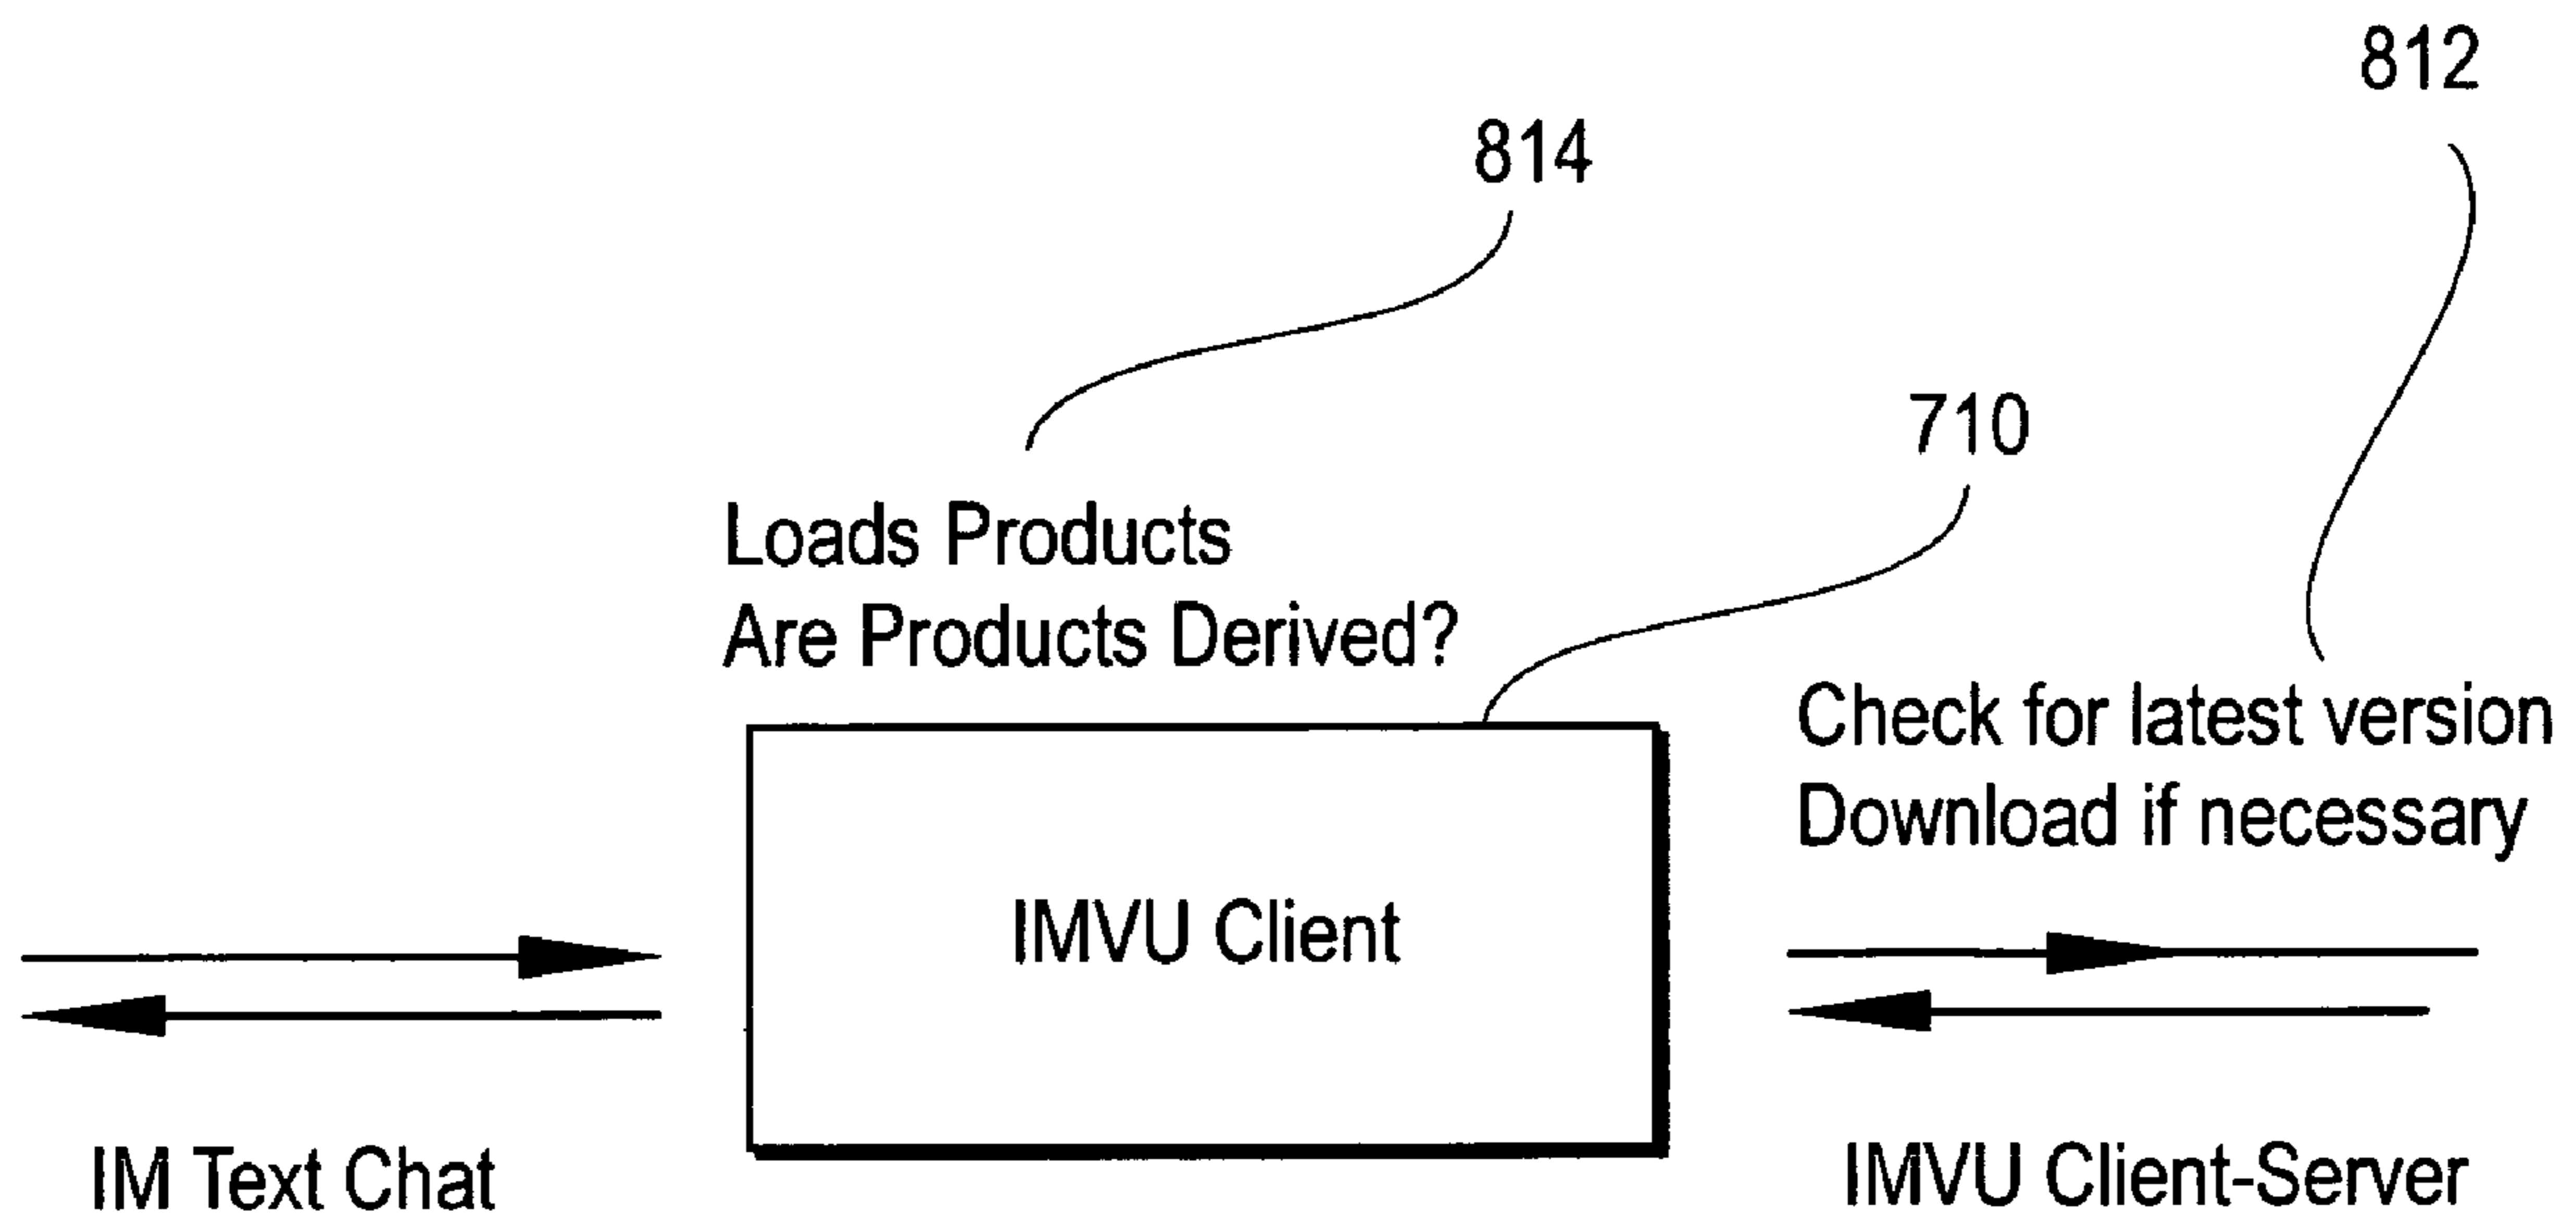 812
814
710
Loads Products
Are Products Derived?
Check for latest version
Download if necessary
IMVU Client
IM Text Chat
IMVU Client-Server